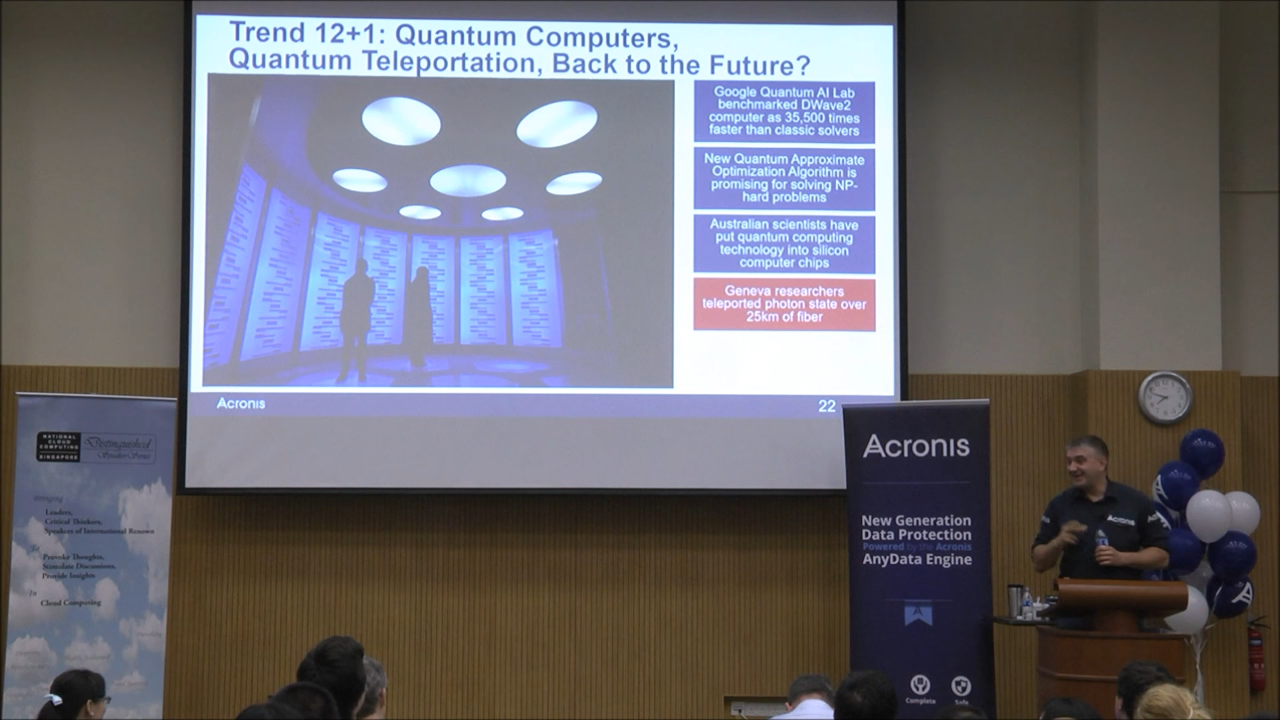 Trend 12+1: Quantum Computers,
Quantum Teleportation, Back to the Future?
Google Quantum AI Lab
benchmarked DWave2
computer as 35,500 times
faster than classic solvers
New Quantum Approximate
Optimization Algorithm is
promising for solving NP-
hard problems
Australian scientists have
put quantum computing
technology into silicon
computer chips
Geneva researchers
teleported photon state over
25km of fiber
Acronis
22
NATIONAL
CLOUD
COMPUTING
SINGAPORE
Distinguished
Speaker Series
Bringing
Leaders,
Critical Thinkers,
Speakers of International Renown
To
Provoke Thoughts,
Stimulate Discussions,
Provide Insights
In
Cloud Computing
Acronis
New Generation
Data Protection
Powered by the Acronis
AnyData Engine
Complete
Safe
Acronis